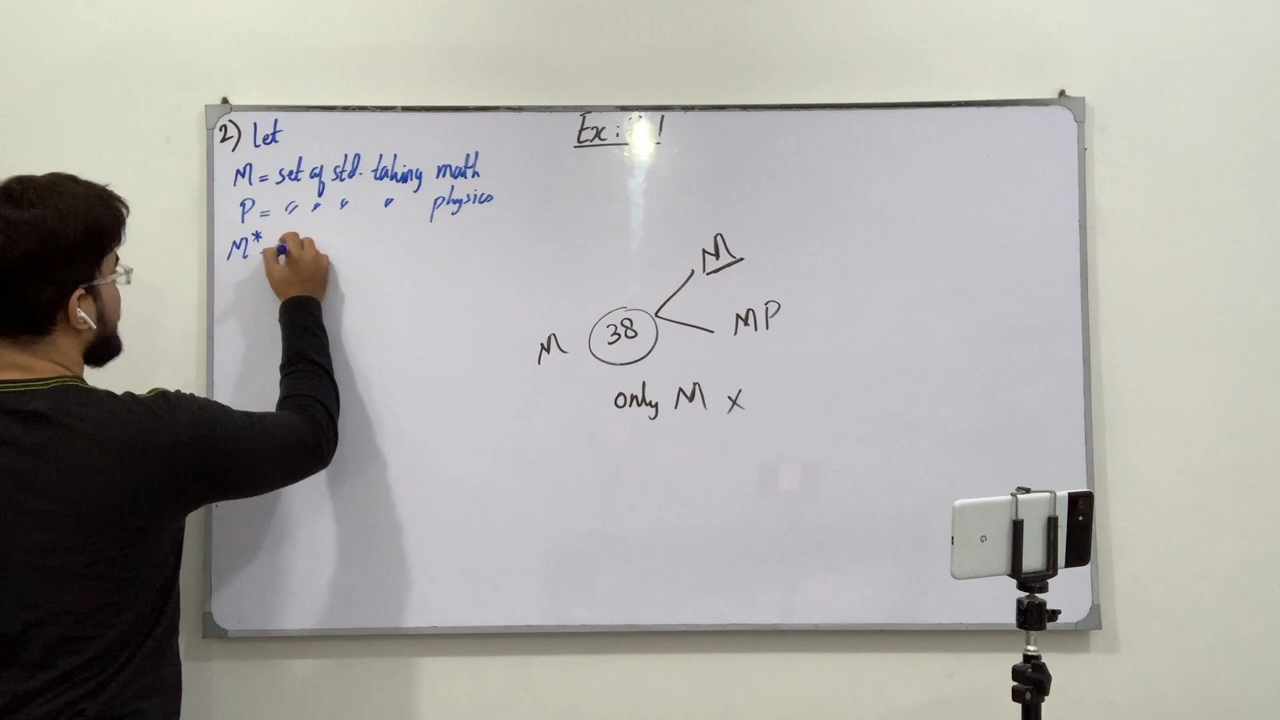 2) Let
M = set of std. taking math
P = " " " " physics
M*
Ex: !
M
M 38 MP
only M x
G